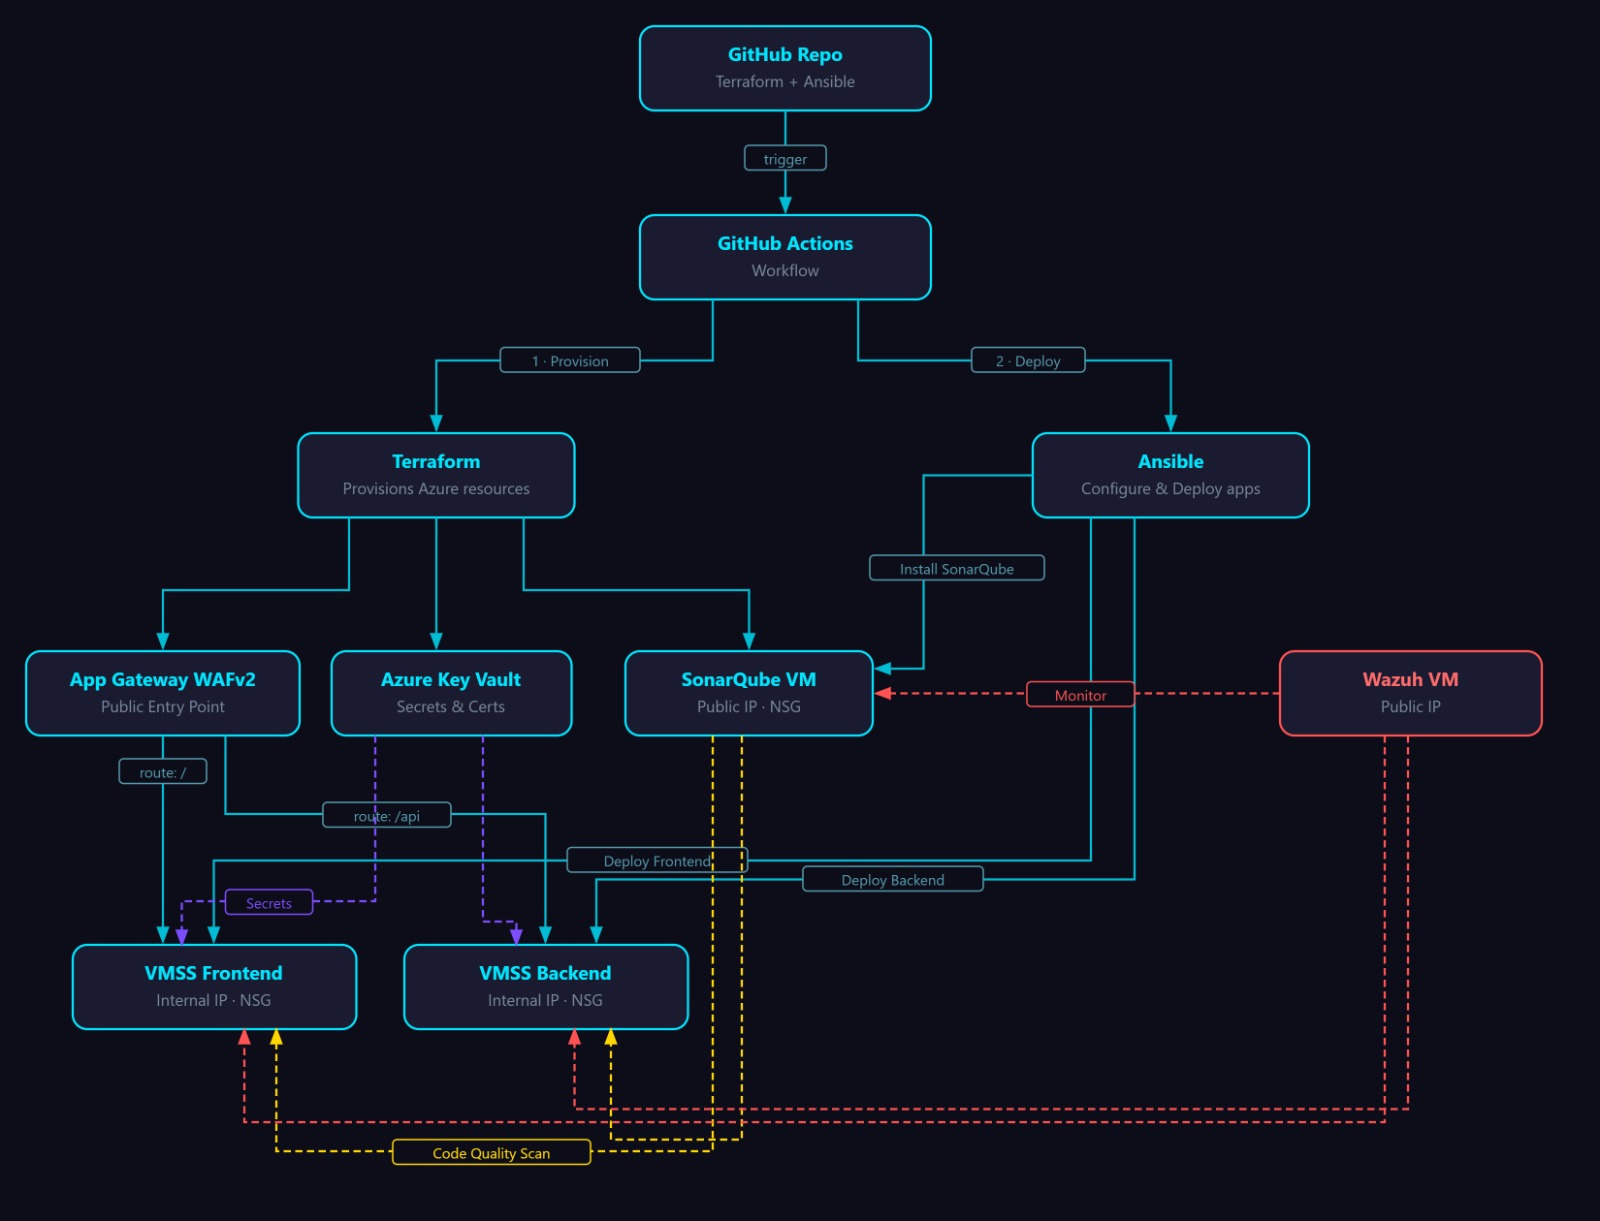 GitHub Repo
Terraform + Ansible
trigger
GitHub Actions
Workflow
1 · Provision
2 · Deploy
Terraform
Provisions Azure resources
Ansible
Configure & Deploy apps
Install SonarQube
App Gateway WAFv2
Public Entry Point
Azure Key Vault
Secrets & Certs
SonarQube VM
Public IP · NSG
Monitor
Wazuh VM
Public IP
route: /
route: /api
Deploy Frontend
Deploy Backend
Secrets
VMSS Frontend
Internal IP · NSG
VMSS Backend
Internal IP · NSG
Code Quality Scan